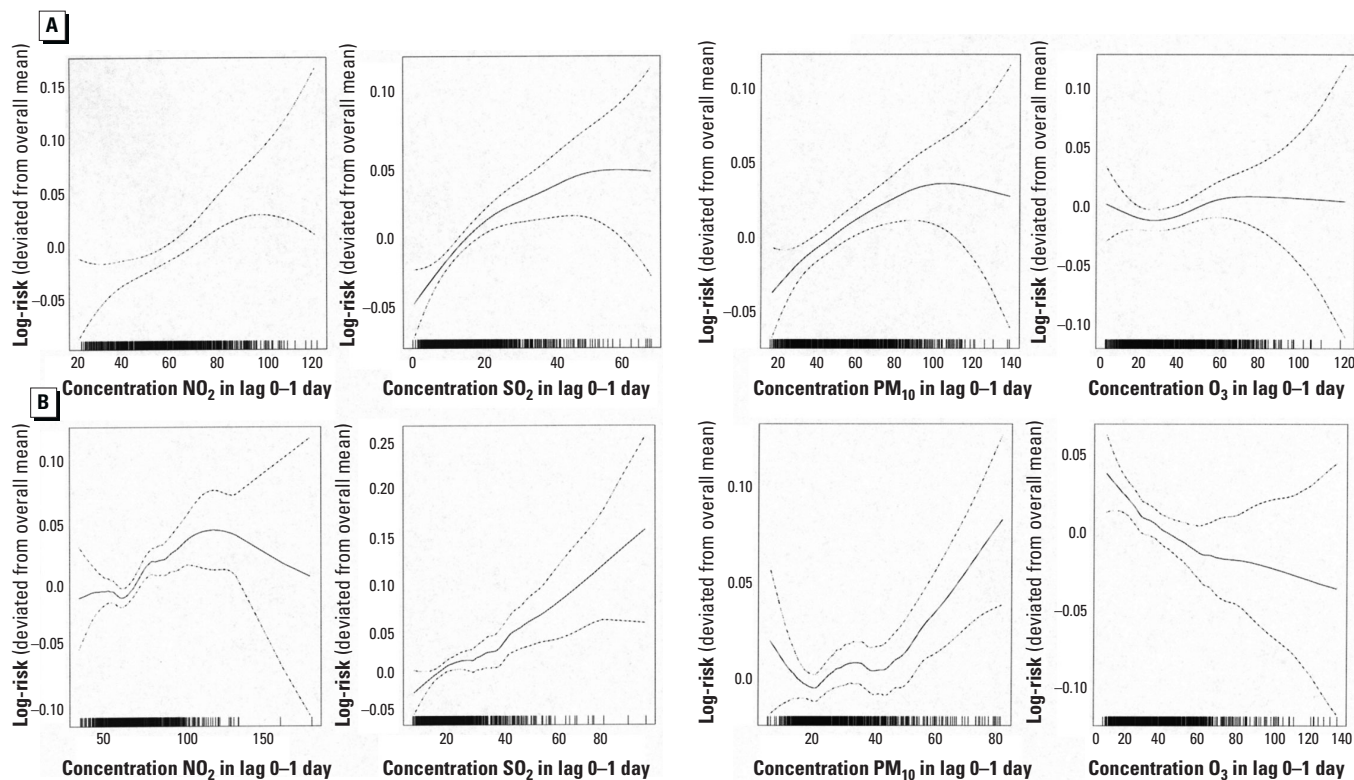 A
Log-risk (deviated from overall mean)
0.15
0.10
0.05
0.0
−0.05
20 40 60 80 100 120
Concentration NO2 in lag 0–1 day
Log-risk (deviated from overall mean)
0.10
0.05
0.0
−0.05
0 20 40 60
Concentration SO2 in lag 0–1 day
Log-risk (deviated from overall mean)
0.10
0.05
0.0
−0.05
20 40 60 80 100 120 140
Concentration PM10 in lag 0–1 day
Log-risk (deviated from overall mean)
0.10
0.05
0.0
−0.05
−0.10
0 20 40 60 80 100 120
Concentration O3 in lag 0–1 day
B
Log-risk (deviated from overall mean)
0.10
0.05
0.0
−0.05
−0.10
50 100 150
Concentration NO2 in lag 0–1 day
Log-risk (deviated from overall mean)
0.25
0.20
0.15
0.10
0.05
0.0
−0.05
20 40 60 80
Concentration SO2 in lag 0–1 day
Log-risk (deviated from overall mean)
0.10
0.05
0.0
20 40 60 80
Concentration PM10 in lag 0–1 day
Log-risk (deviated from overall mean)
0.05
0.0
−0.05
−0.10
0 20 40 60 80 100 120 140
Concentration O3 in lag 0–1 day